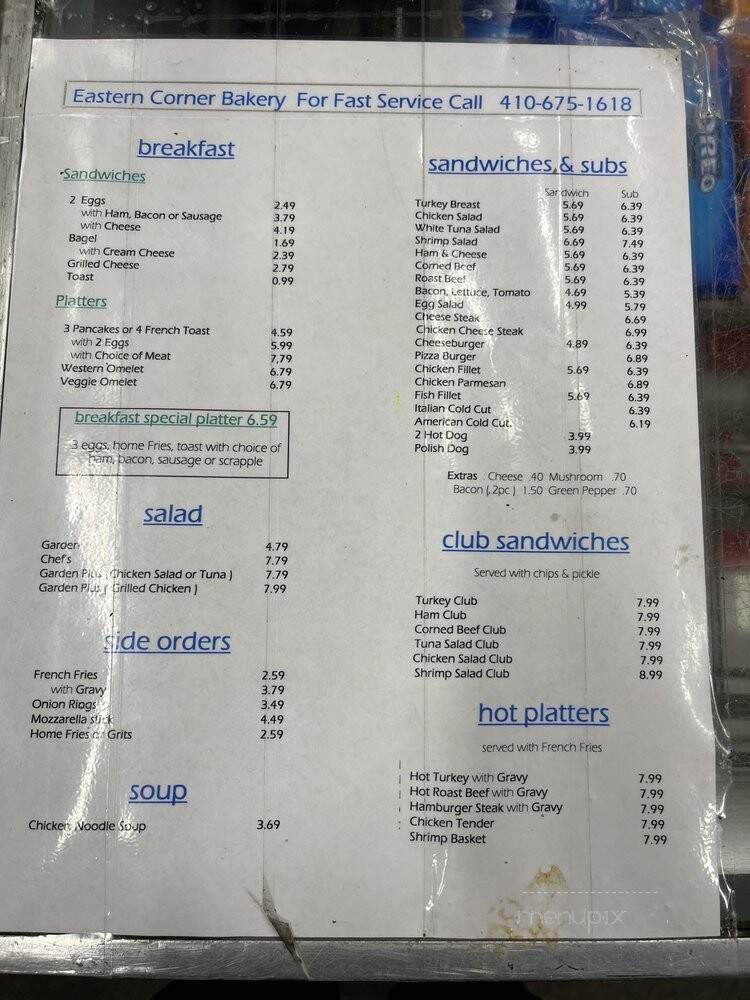 Eastern Corner Bakery For Fast Service Call 410-675-1618
breakfast
Sandwiches
2 Eggs 2.49
with Ham, Bacon or Sausage 3.79
with Cheese 4.19
Bagel 1.69
with Cream Cheese 2.39
Grilled Cheese 2.79
Toast 0.99
Platters
3 Pancakes or 4 French Toast 4.59
with 2 Eggs 5.99
with Choice of Meat 7,79
Western Omelet 6.79
Veggie Omelet 6.79
breakfast special platter 6.59
3 eggs, home Fries, toast with choice of
ham, bacon, sausage or scrapple
salad
Garden 4.79
Chef's 7.79
Garden Plus ( Chicken Salad or Tuna ) 7.79
Garden Plus ( Grilled Chicken ) 7.99
side orders
French Fries 2.59
with Gravy 3.79
Onion Rings 3.49
Mozzarella stick 4.49
Home Fries or Grits 2.59
soup
Chicken Noodle Soup 3.69
sandwiches & subs
Sandwich Sub
Turkey Breast 5.69 6.39
Chicken Salad 5.69 6.39
White Tuna Salad 5.69 6.39
Shrimp Salad 6.69 7.49
Ham & Cheese 5.69 6.39
Corned Beef 5.69 6.39
Roast Beef 5.69 6.39
Bacon, Lettuce, Tomato 4.69 5.39
Egg Salad 4.99 5.79
Cheese Steak 6.69
Chicken Cheese Steak 6.99
Cheeseburger 4.89 6.39
Pizza Burger 6.89
Chicken Fillet 5.69 6.39
Chicken Parmesan 6.89
Fish Fillet 5.69 6.39
Italian Cold Cut 6.39
American Cold Cut. 6.19
2 Hot Dog 3.99
Polish Dog 3.99
Extras : Cheese .40 Mushroom .70
Bacon (.2pc ) 1.50 Green Pepper .70
club sandwiches
Served with chips & pickle
Turkey Club 7.99
Ham Club 7.99
Corned Beef Club 7.99
Tuna Salad Club 7.99
Chicken Salad Club 7.99
Shrimp Salad Club 8.99
hot platters
served with French Fries
Hot Turkey with Gravy 7.99
Hot Roast Beef with Gravy 7.99
Hamburger Steak with Gravy 7.99
Chicken Tender 7.99
Shrimp Basket 7.99
menupix
OREO